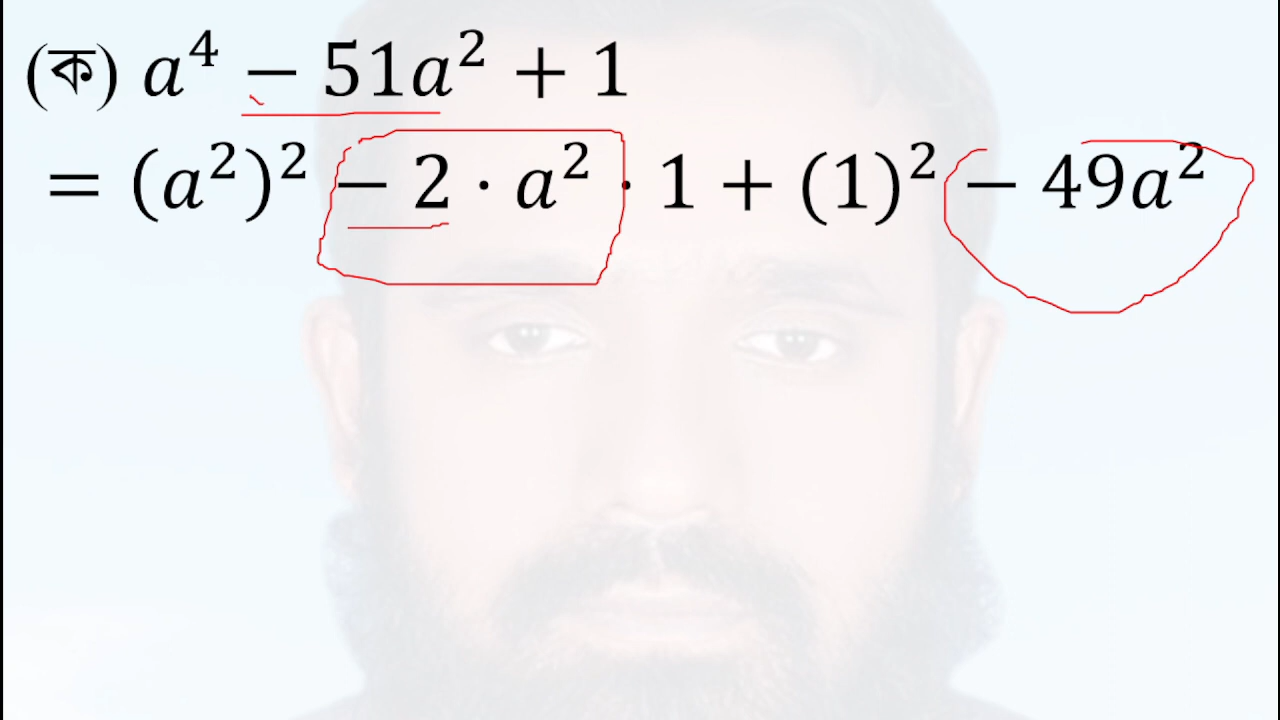 (ক) a⁴ − 51a² + 1
= (a²)² − 2 · a² · 1 + (1)² − 49a²